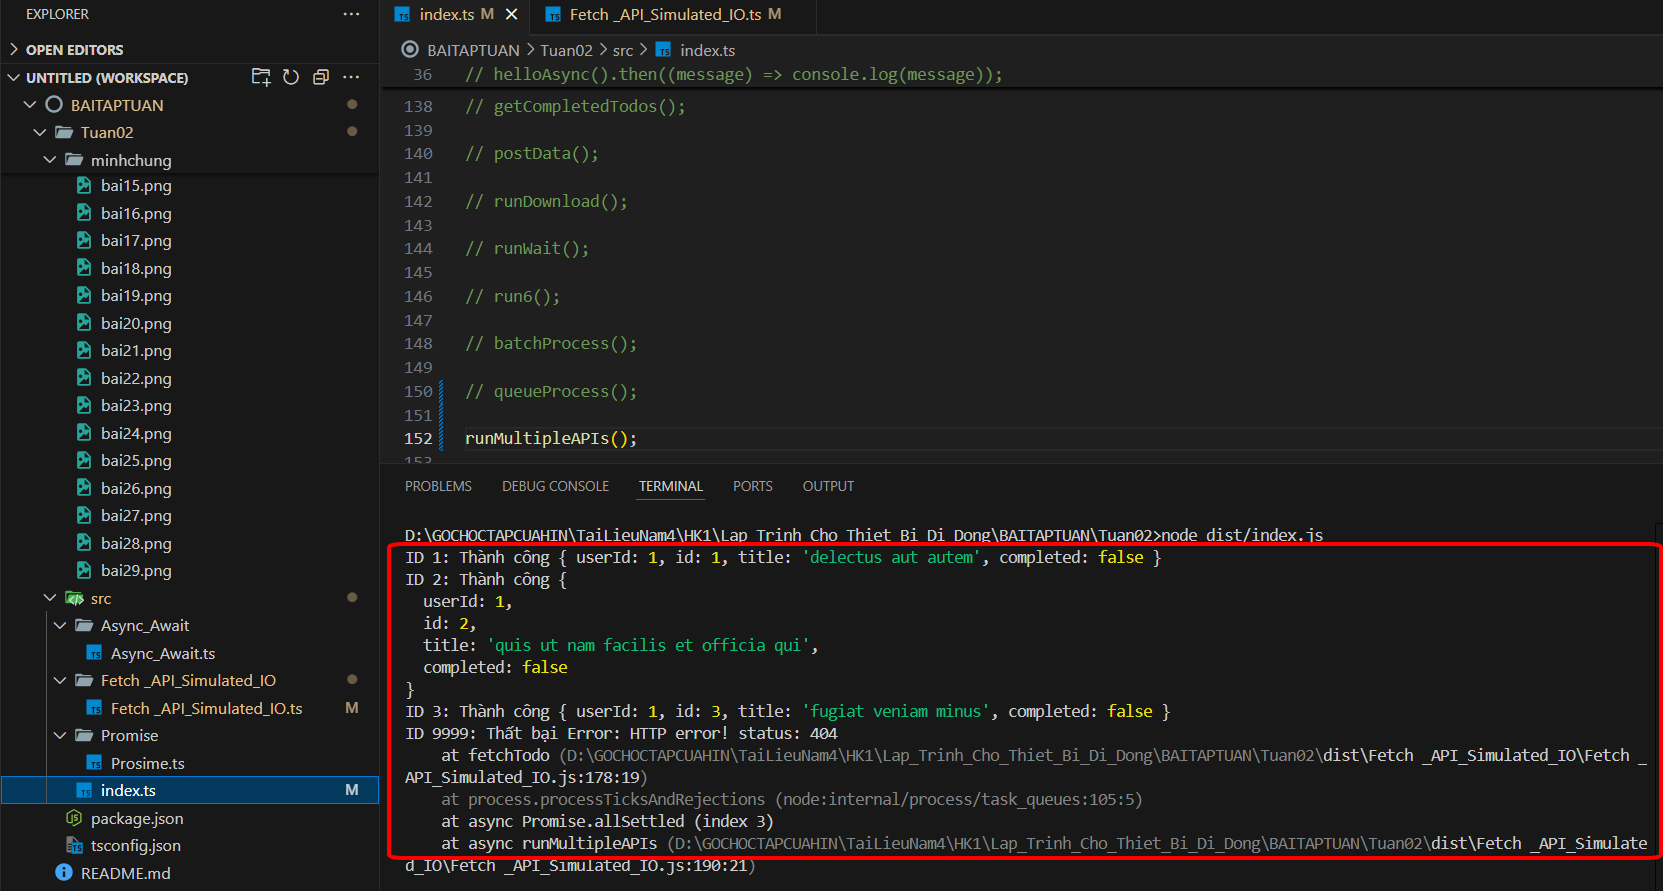 EXPLORER
OPEN EDITORS
UNTITLED (WORKSPACE)
BAITAPTUAN
Tuan02
minhchung
bai15.png
bai16.png
bai17.png
bai18.png
bai19.png
bai20.png
bai21.png
bai22.png
bai23.png
bai24.png
bai25.png
bai26.png
bai27.png
bai28.png
bai29.png
src
Async_Await
Async_Await.ts
Fetch _API_Simulated_IO
Fetch _API_Simulated_IO.ts M
Promise
Prosime.ts
index.ts M
package.json
tsconfig.json
README.md
index.ts M Fetch _API_Simulated_IO.ts M
BAITAPTUAN > Tuan02 > src > index.ts
36 // helloAsync().then((message) => console.log(message));
138 // getCompletedTodos();
139
140 // postData();
141
142 // runDownload();
143
144 // runWait();
145
146 // run6();
147
148 // batchProcess();
149
150 // queueProcess();
151
152 runMultipleAPIs();
153
PROBLEMS DEBUG CONSOLE TERMINAL PORTS OUTPUT
D:\GOCHOCTAPCUAHIN\TaiLieuNam4\HK1\Lap_Trinh_Cho_Thiet_Bi_Di_Dong\BAITAPTUAN\Tuan02>node dist/index.js
ID 1: Thành công { userId: 1, id: 1, title: 'delectus aut autem', completed: false }
ID 2: Thành công {
userId: 1,
id: 2,
title: 'quis ut nam facilis et officia qui',
completed: false
}
ID 3: Thành công { userId: 1, id: 3, title: 'fugiat veniam minus', completed: false }
ID 9999: Thất bại Error: HTTP error! status: 404
at fetchTodo (D:\GOCHOCTAPCUAHIN\TaiLieuNam4\HK1\Lap_Trinh_Cho_Thiet_Bi_Di_Dong\BAITAPTUAN\Tuan02\dist\Fetch _API_Simulated_IO\Fetch _
API_Simulated_IO.js:178:19)
at process.processTicksAndRejections (node:internal/process/task_queues:105:5)
at async Promise.allSettled (index 3)
at async runMultipleAPIs (D:\GOCHOCTAPCUAHIN\TaiLieuNam4\HK1\Lap_Trinh_Cho_Thiet_Bi_Di_Dong\BAITAPTUAN\Tuan02\dist\Fetch _API_Simulate
d_IO\Fetch _API_Simulated_IO.js:190:21)